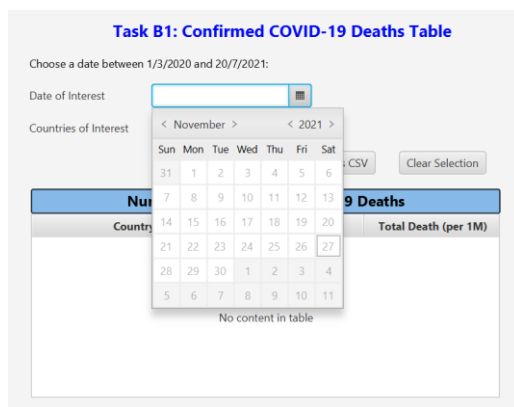 Task B1: Confirmed COVID-19 Deaths Table
Choose a date between 1/3/2020 and 20/7/2021:
Date of Interest
Countries of Interest
< November > < 2021 >
Sun Mon Tue Wed Thu Fri Sat
31 1 2 3 4 5 6
CSV Clear Selection
7 8 9 10 11 12 13
9 Deaths
14 15 16 17 18 19 20
Total Death (per 1M)
21 22 23 24 25 26 27
28 29 30 1 2 3 4
5 6 7 8 9 10 11
No content in table